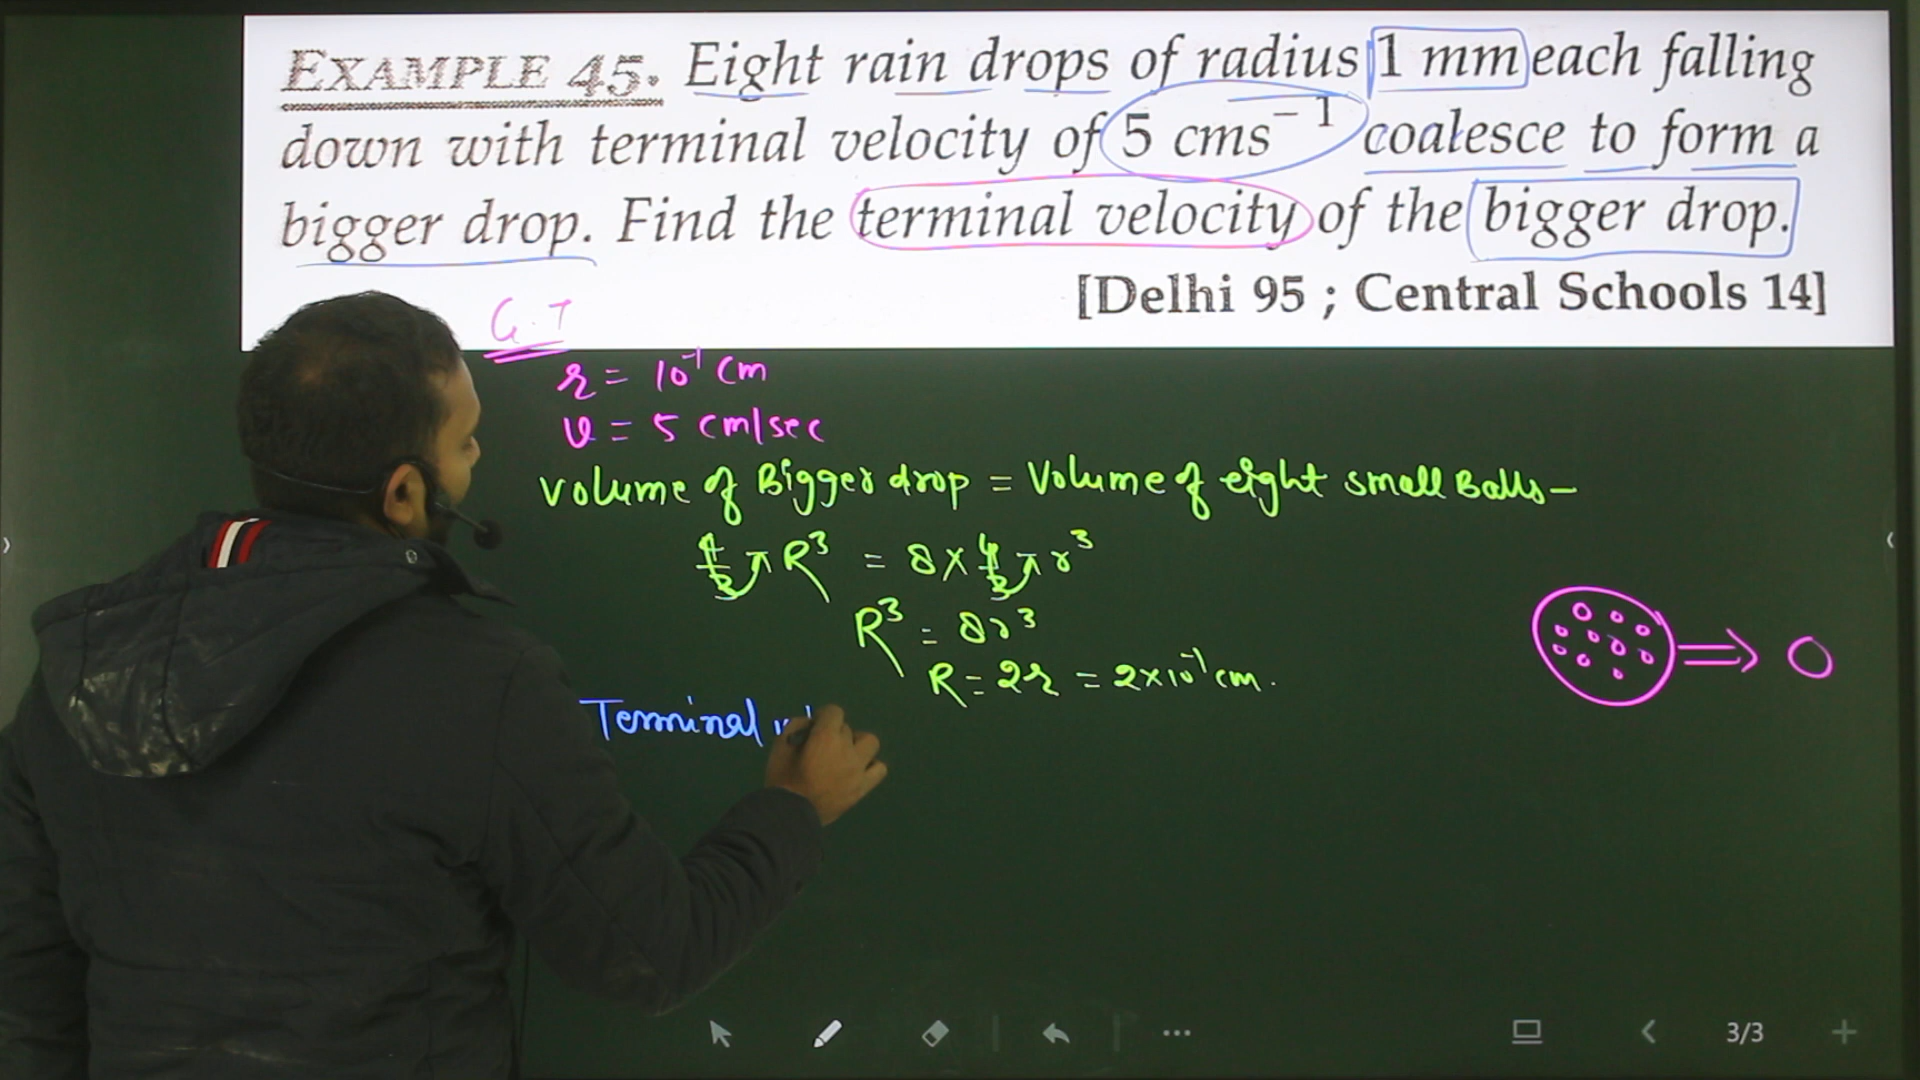 EXAMPLE 45. Eight rain drops of radius 1 mm each falling
down with terminal velocity of 5 cms⁻¹ coalesce to form a
bigger drop. Find the terminal velocity of the bigger drop.
[Delhi 95 ; Central Schools 14]
G.T
r = 10⁻¹ cm
v = 5 cm/sec
Volume of Bigger drop = Volume of eight small Balls -
4/3 π R³ = 8 × 4/3 π r³
R³ = 8r³
R = 2r = 2×10⁻¹ cm.
Terminal
3/3